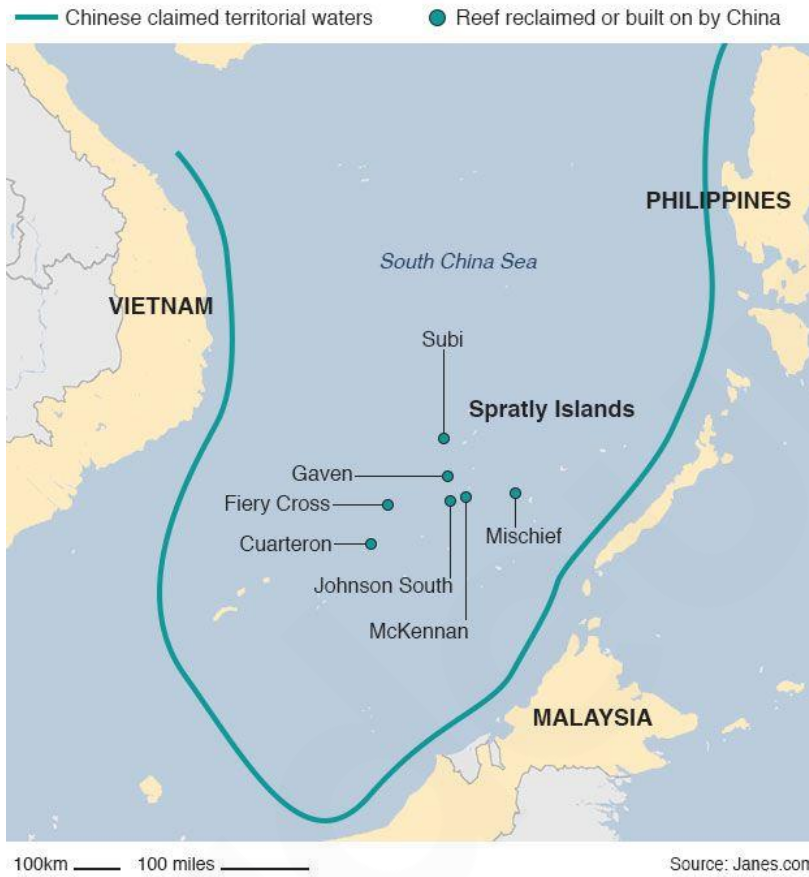 Chinese claimed territorial waters
Reef reclaimed or built on by China
PHILIPPINES
South China Sea
VIETNAM
Subi
Spratly Islands
Gaven
Fiery Cross
Mischief
Cuarteron
Johnson South
McKennan
MALAYSIA
100km
100 miles
Source: Janes.com